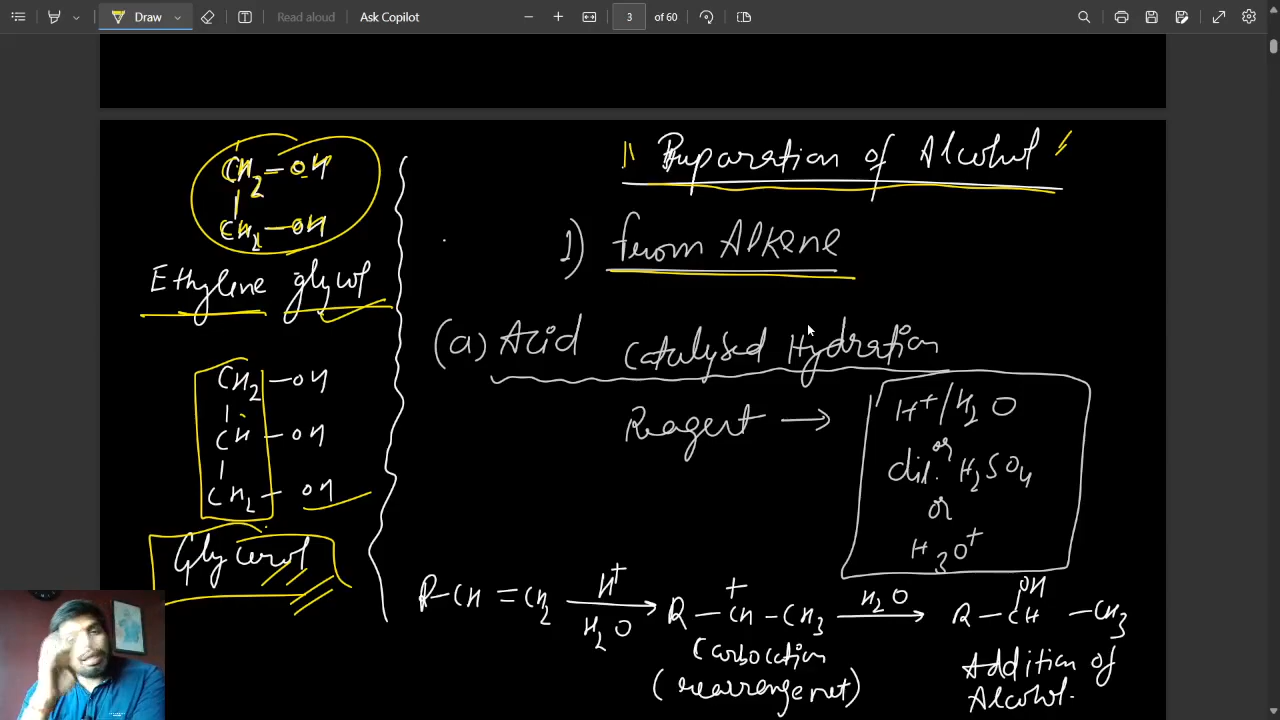 Draw
Read aloud
Ask Copilot
3 of 60
CH2-OH
CH2-OH
Ethylene glycol
CH2-OH
CH-OH
CH2-OH
Glycerol
" Preparation of Alcohol "
1) from Alkene
(a) Acid Catalysed Hydration
Reagent →
H+/H2O
or
dil. H2SO4
or
H3O+
R-CH=CH2 H+ H2O → R-CH+-CH3 H2O → R-CH(OH)-CH3
Carbocation
(rearrangenet)
Addition of
Alcohol.